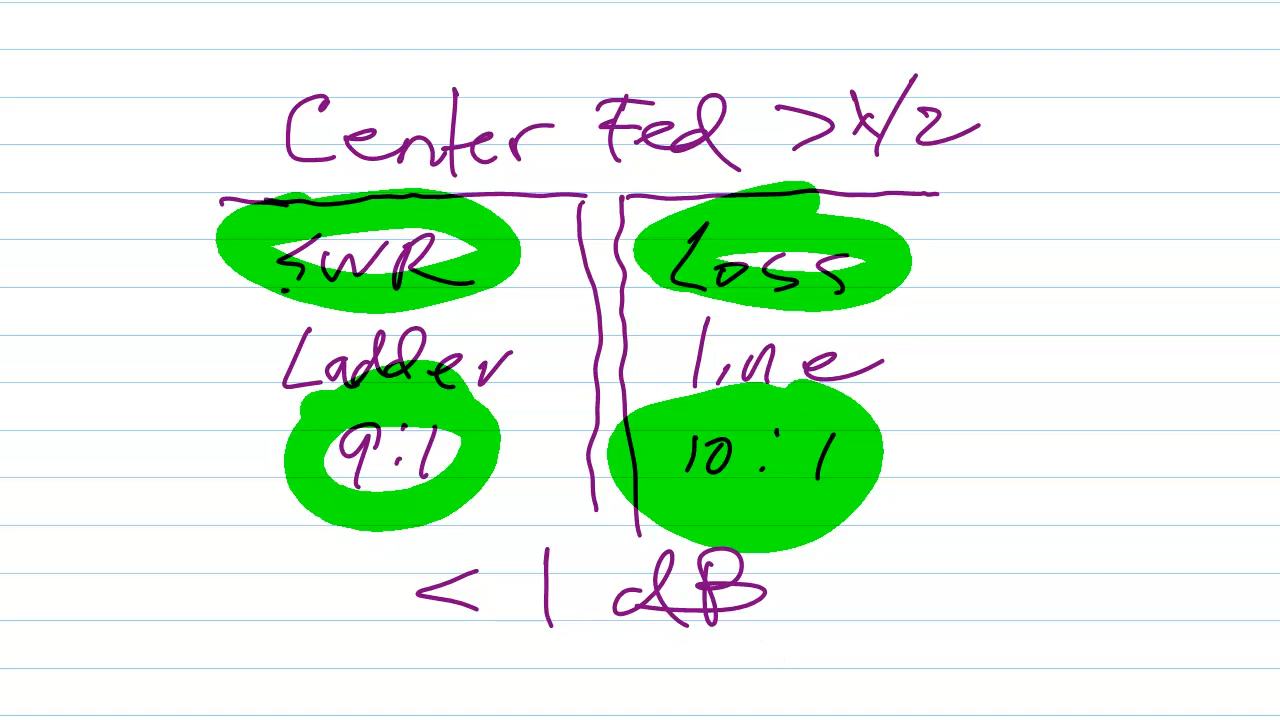 Center Fed > λ/2
SWR Loss
Ladder line
9:1 10:1
< 1 dB